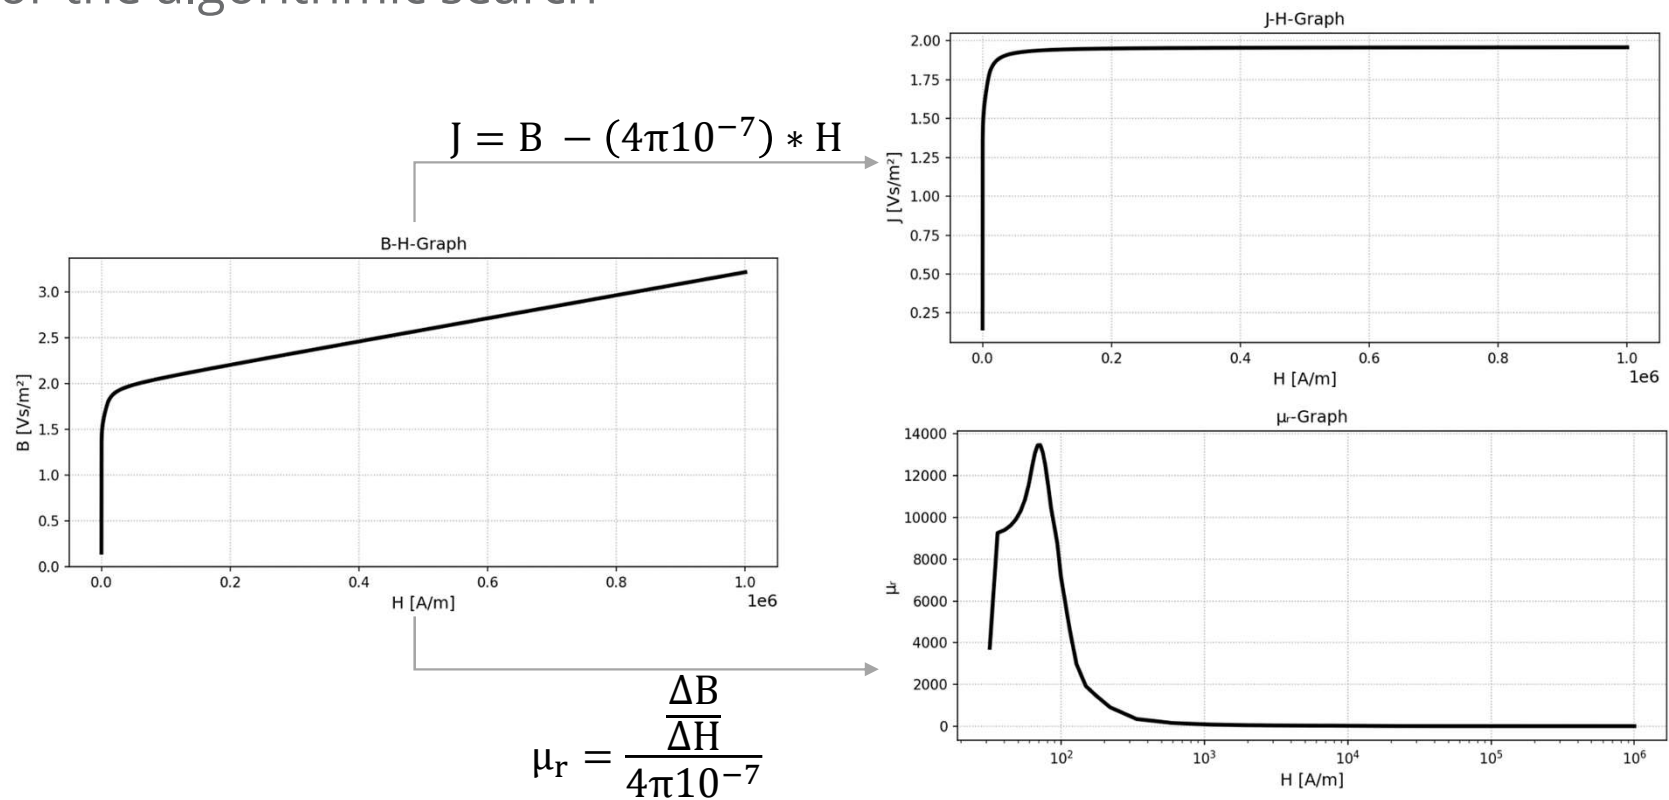 or the algorithmic search
J = B − (4π10⁻⁷) ∗ H
B-H-Graph
B [Vs/m²]
3.0
2.5
2.0
1.5
1.0
0.5
0.0
0.0 0.2 0.4 0.6 0.8 1.0
1e6
H [A/m]
J-H-Graph
J [Vs/m²]
2.00
1.75
1.50
1.25
1.00
0.75
0.50
0.25
0.0 0.2 0.4 0.6 0.8 1.0
1e6
H [A/m]
ΔB
ΔH
μᵣ =
4π10⁻⁷
μᵣ-Graph
μᵣ
14000
12000
10000
8000
6000
4000
2000
0
10² 10³ 10⁴ 10⁵ 10⁶
H [A/m]